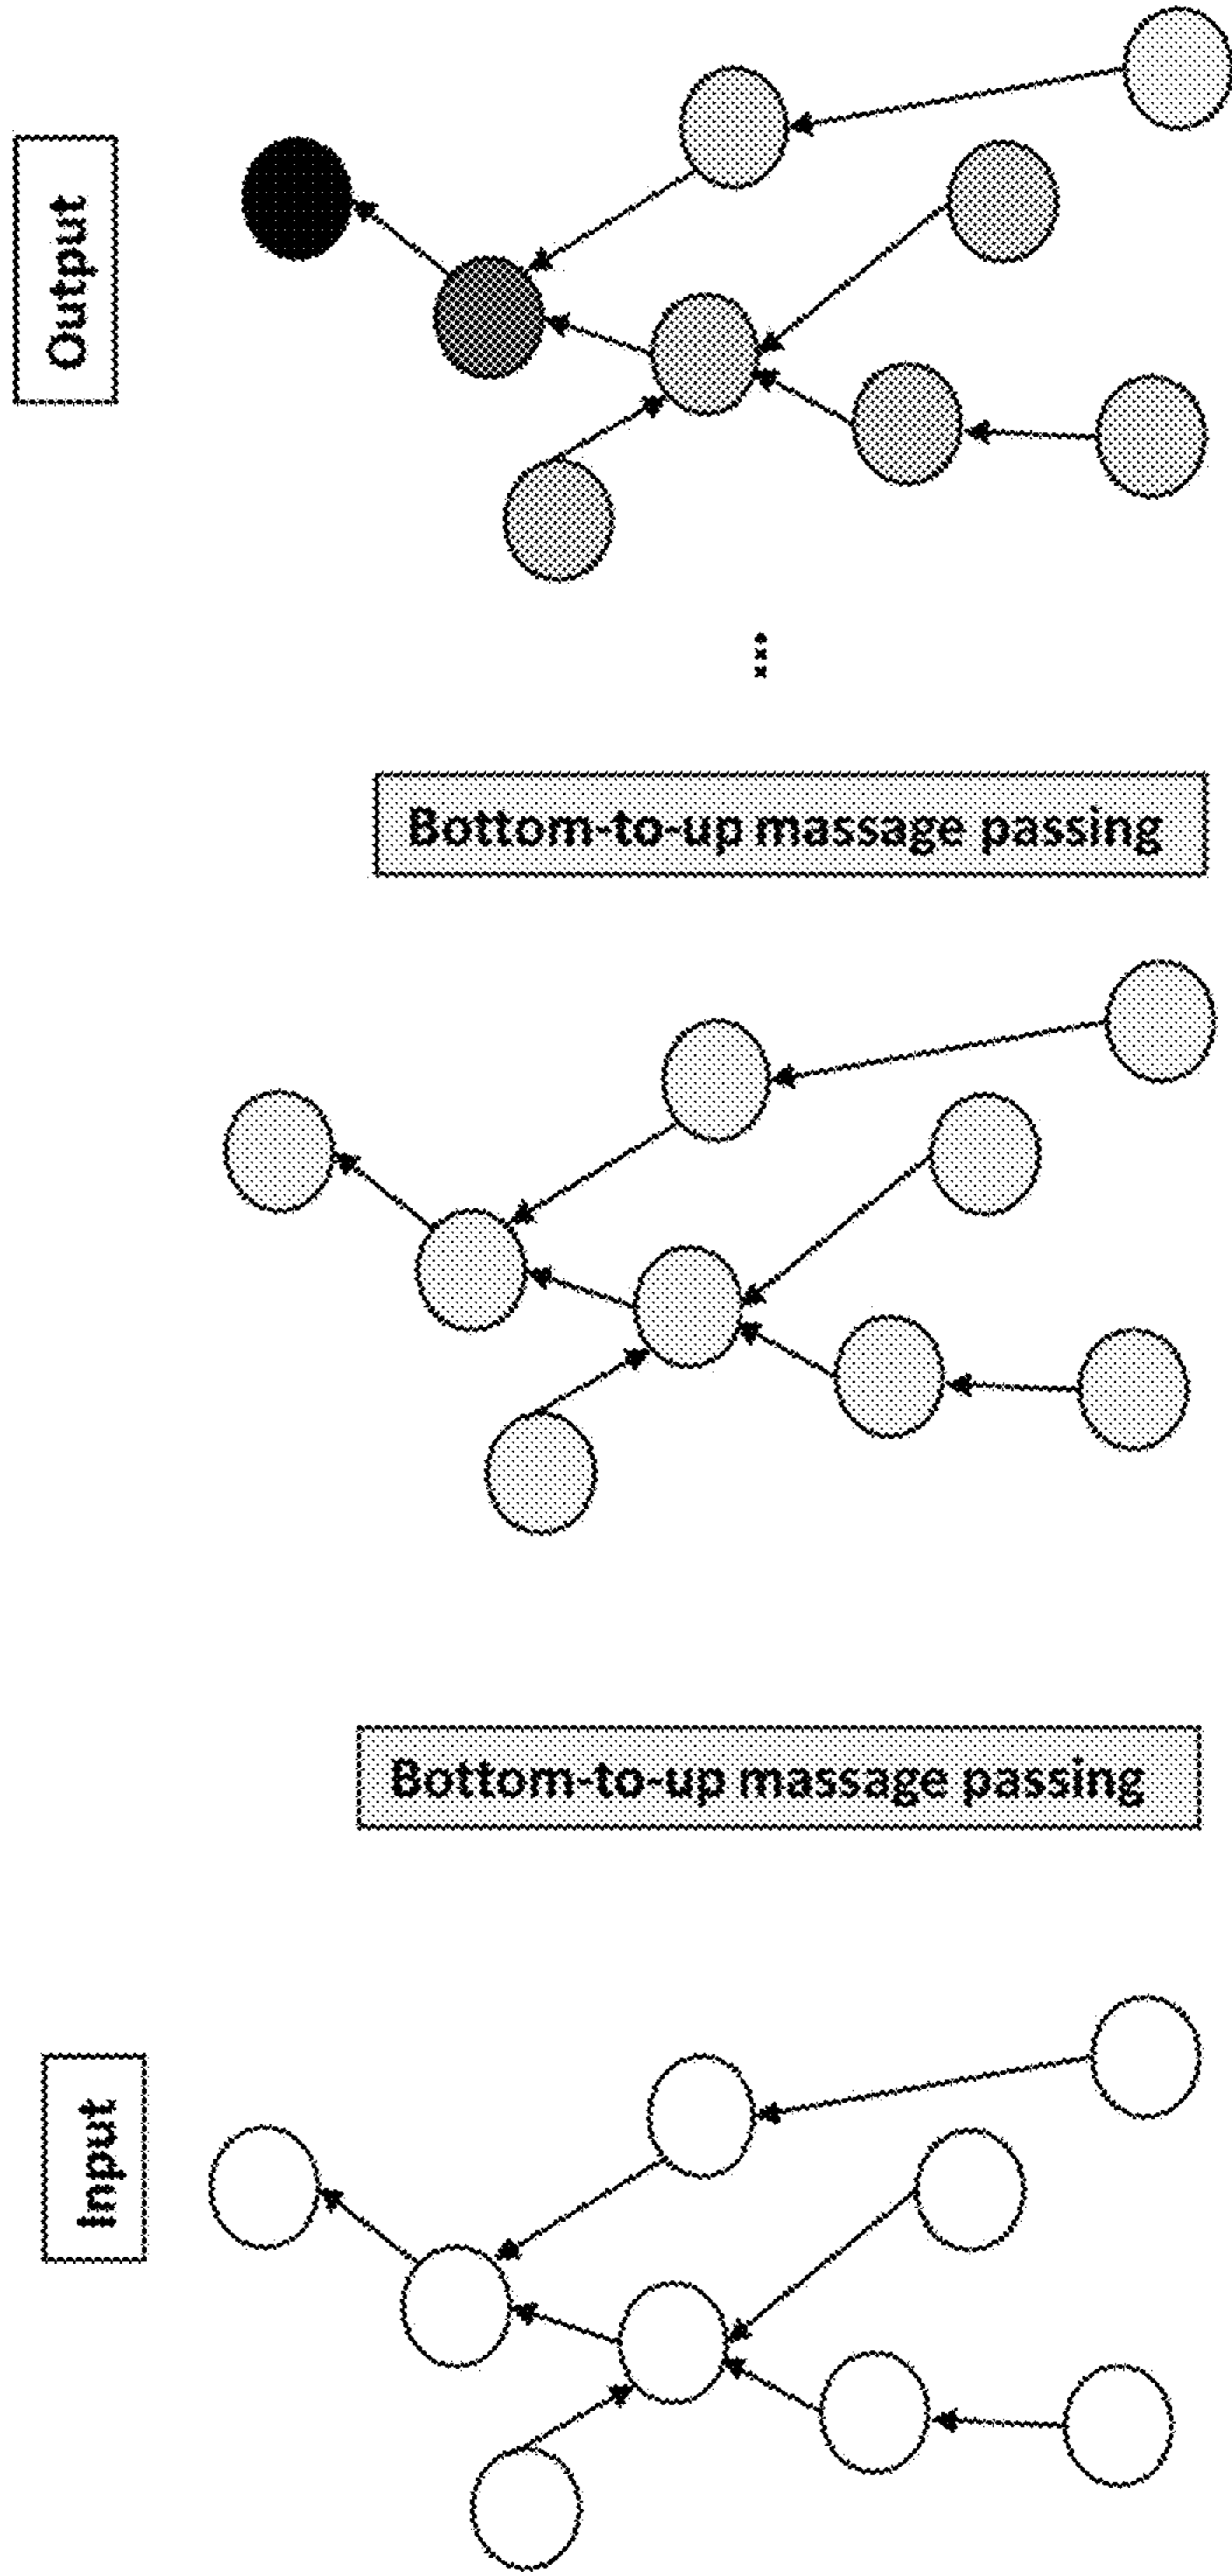 Input
Bottom-to-up massage passing
Bottom-to-up massage passing
...
Output